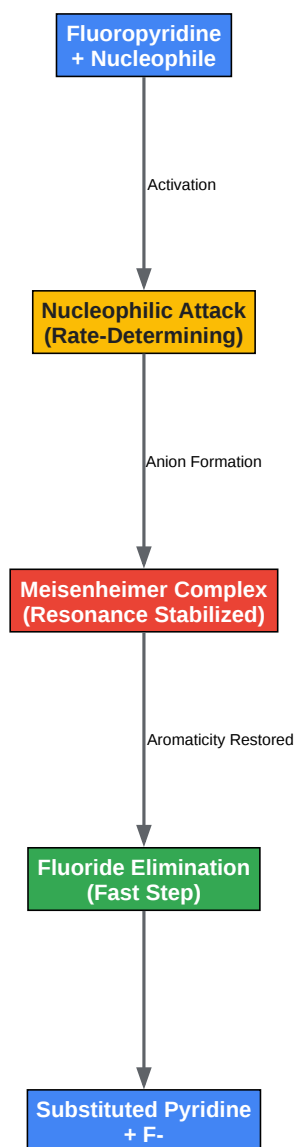 Fluoropyridine
+ Nucleophile
Activation
Nucleophilic Attack
(Rate-Determining)
Anion Formation
Meisenheimer Complex
(Resonance Stabilized)
Aromaticity Restored
Fluoride Elimination
(Fast Step)
Substituted Pyridine
+ F-